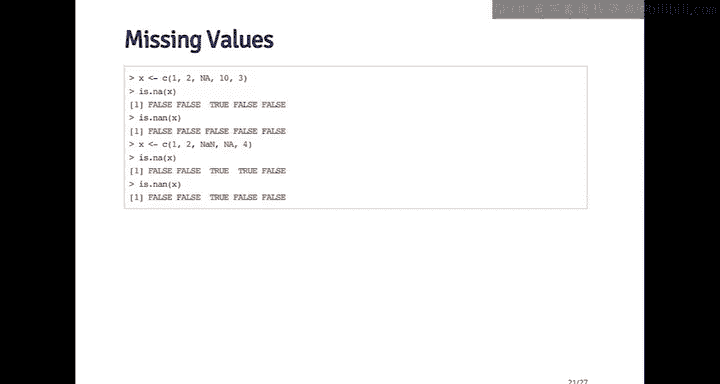 Missing Values
> x <- c(1, 2, NA, 10, 3)
> is.na(x)
[1] FALSE FALSE  TRUE FALSE FALSE
> is.nan(x)
[1] FALSE FALSE FALSE FALSE FALSE
> x <- c(1, 2, NaN, NA, 4)
> is.na(x)
[1] FALSE FALSE  TRUE  TRUE FALSE
> is.nan(x)
[1] FALSE FALSE  TRUE FALSE FALSE
21/27